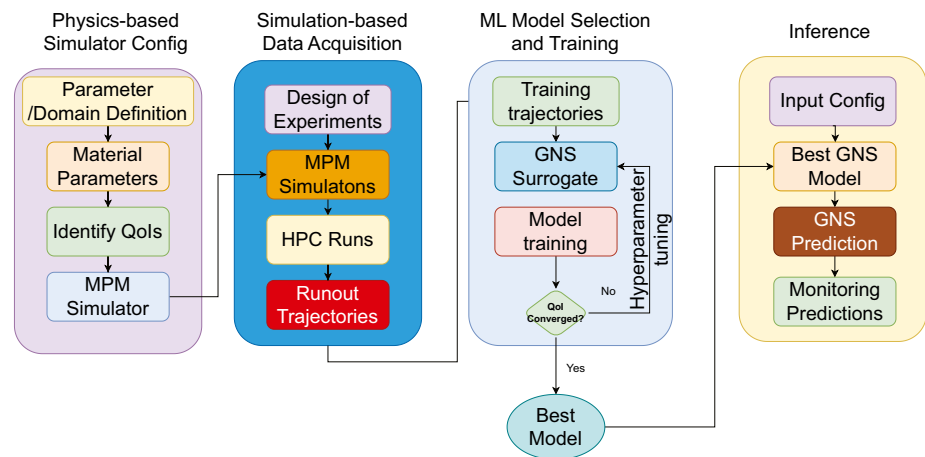 Physics-based
Simulator Config
Parameter
/Domain Definition
Material
Parameters
Identify QoIs
MPM
Simulator
Simulation-based
Data Acquisition
Design of
Experiments
MPM
Simulatons
HPC Runs
Runout
Trajectories
ML Model Selection
and Training
Training
trajectories
GNS
Surrogate
Model
training
QoI
Converged?
No
Hyperparameter
tuning
Yes
Best
Model
Inference
Input Config
Best GNS
Model
GNS
Prediction
Monitoring
Predictions